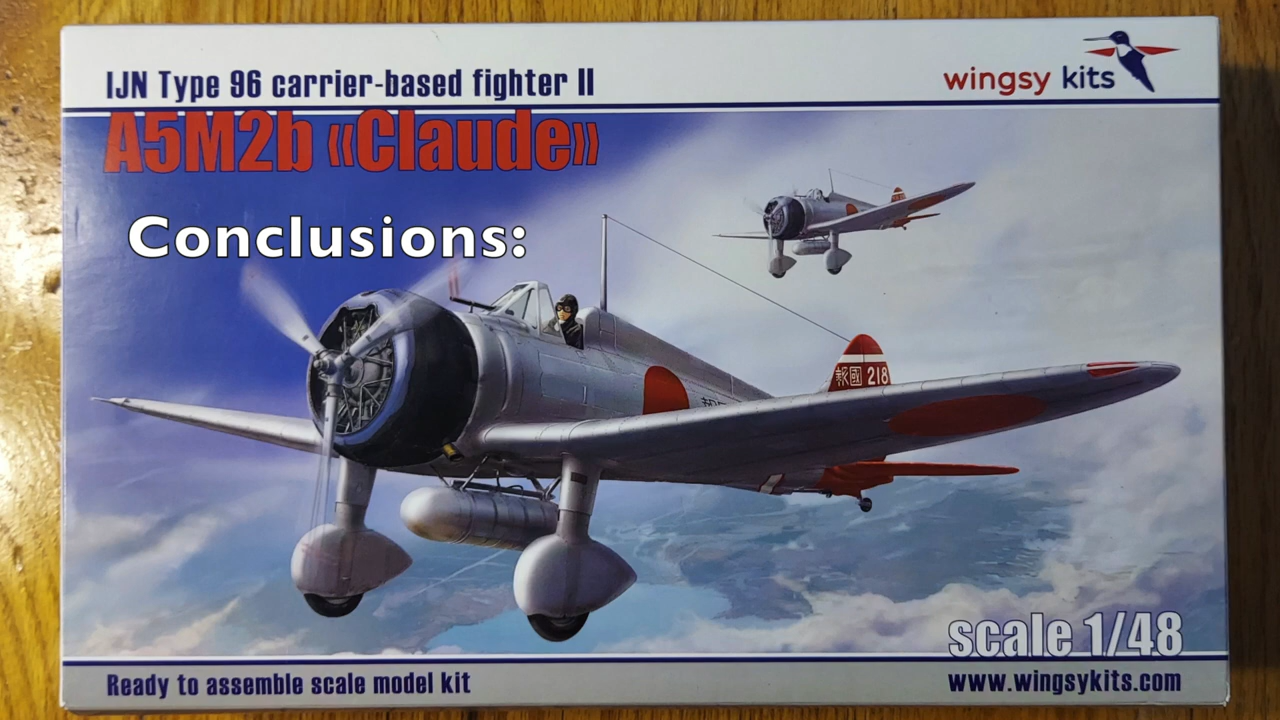 IJN Type 96 carrier-based fighter II
wingsy kits
A5M2b «Claude»
Conclusions:
報國 218
scale 1/48
Ready to assemble scale model kit
www.wingsykits.com